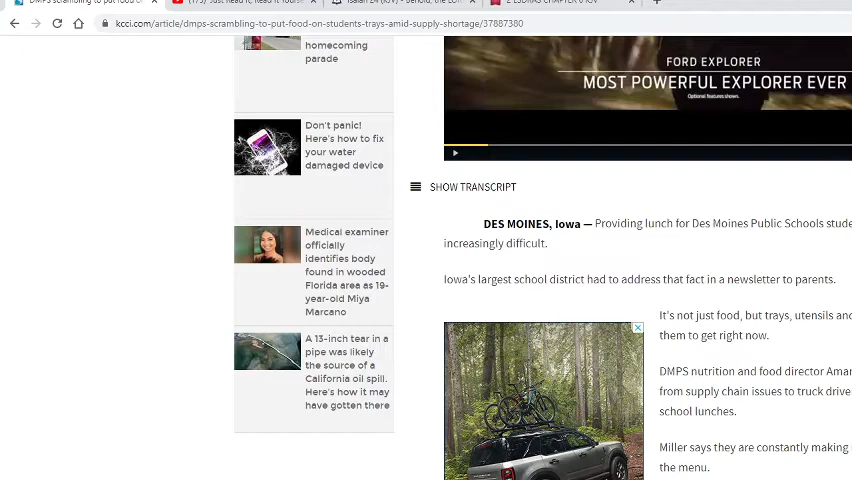 kcci.com/article/dmps-scrambling-to-put-food-on-students-trays-amid-supply-shortage/37887380
homecoming
parade
Don't panic!
Here's how to fix
your water
damaged device
Medical examiner
officially
identifies body
found in wooded
Florida area as 19-
year-old Miya
Marcano
A 13-inch tear in a
pipe was likely
the source of a
California oil spill.
Here's how it may
have gotten there
FORD EXPLORER
MOST POWERFUL EXPLORER EVER
Optional features shown.
SHOW TRANSCRIPT
DES MOINES, Iowa — Providing lunch for Des Moines Public Schools stude
increasingly difficult.
Iowa's largest school district had to address that fact in a newsletter to parents.
It's not just food, but trays, utensils and
them to get right now.
DMPS nutrition and food director Amar
from supply chain issues to truck drive
school lunches.
Miller says they are constantly making
the menu.